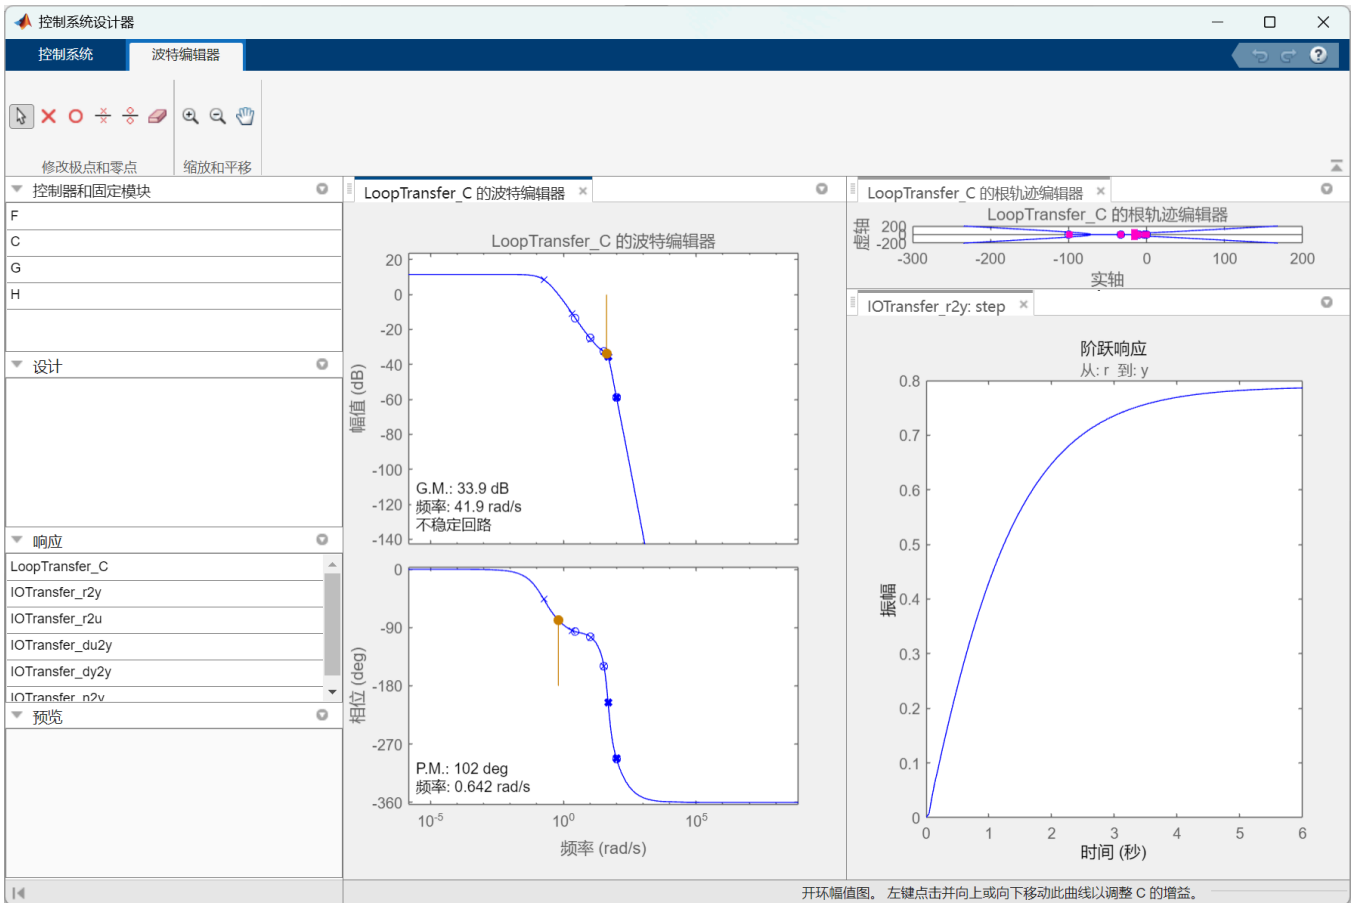 控制系统设计器
控制系统
波特编辑器
修改极点和零点
缩放和平移
控制器和固定模块
F
C
G
H
设计
响应
LoopTransfer_C
IOTransfer_r2y
IOTransfer_r2u
IOTransfer_du2y
IOTransfer_dy2y
IOTransfer_n2y
预览
LoopTransfer_C 的波特编辑器
LoopTransfer_C 的波特编辑器
20
0
-20
-40
-60
-80
-100
-120
-140
幅值 (dB)
G.M.: 33.9 dB
频率: 41.9 rad/s
不稳定回路
0
-90
-180
-270
-360
相位 (deg)
P.M.: 102 deg
频率: 0.642 rad/s
10-5
100
105
频率 (rad/s)
LoopTransfer_C 的根轨迹编辑器
LoopTransfer_C 的根轨迹编辑器
虚轴
200
0
-200
-300
-200
-100
0
100
200
实轴
IOTransfer_r2y: step
阶跃响应
从: r 到: y
0.8
0.7
0.6
0.5
0.4
0.3
0.2
0.1
0
振幅
0
1
2
3
4
5
6
时间 (秒)
开环幅值图。 左键点击并向上或向下移动此曲线以调整 C 的增益。